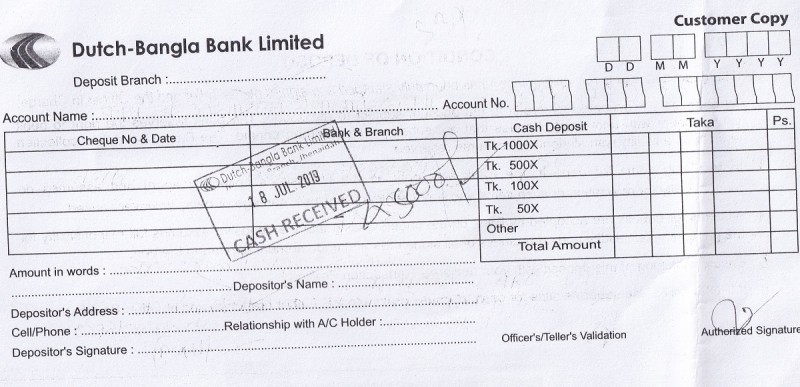 Customer Copy
Dutch-Bangla Bank Limited
D D M M Y Y Y Y
Deposit Branch :
Account Name :
Account No.
Cheque No & Date
Bank & Branch
Cash Deposit
Taka
Ps.
Tk.1000X
Tk. 500X
Tk. 100X
Tk. 50X
Other
Total Amount
Dutch-Bangla Bank Limited
Branch, Jhenaidah
18 JUL 2019
CASH RECEIVED
Amount in words :
Depositor's Name :
Depositor's Address :
Cell/Phone : Relationship with A/C Holder :
Depositor's Signature :
Officer's/Teller's Validation
Authorized Signature